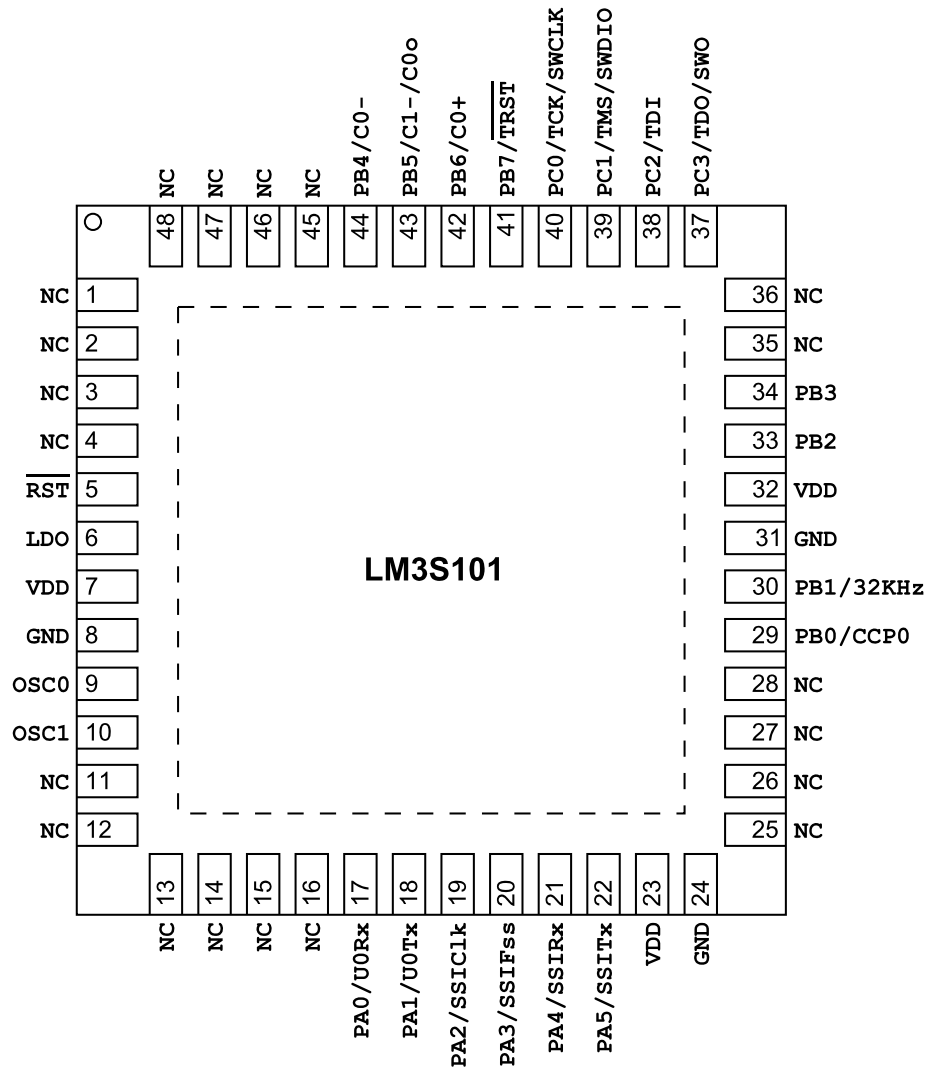 NC
NC
NC
NC
PB4/C0-
PB5/C1-/C0o
PB6/C0+
PB7/TRST
PC0/TCK/SWCLK
PC1/TMS/SWDIO
PC2/TDI
PC3/TDO/SWO
48
47
46
45
44
43
42
41
40
39
38
37
NC 1
NC 2
NC 3
NC 4
RST 5
LDO 6
VDD 7
GND 8
OSC0 9
OSC1 10
NC 11
NC 12
LM3S101
36 NC
35 NC
34 PB3
33 PB2
32 VDD
31 GND
30 PB1/32KHz
29 PB0/CCP0
28 NC
27 NC
26 NC
25 NC
13
14
15
16
17
18
19
20
21
22
23
24
NC
NC
NC
NC
PA0/U0Rx
PA1/U0Tx
PA2/SSIClk
PA3/SSIFss
PA4/SSIRx
PA5/SSITx
VDD
GND